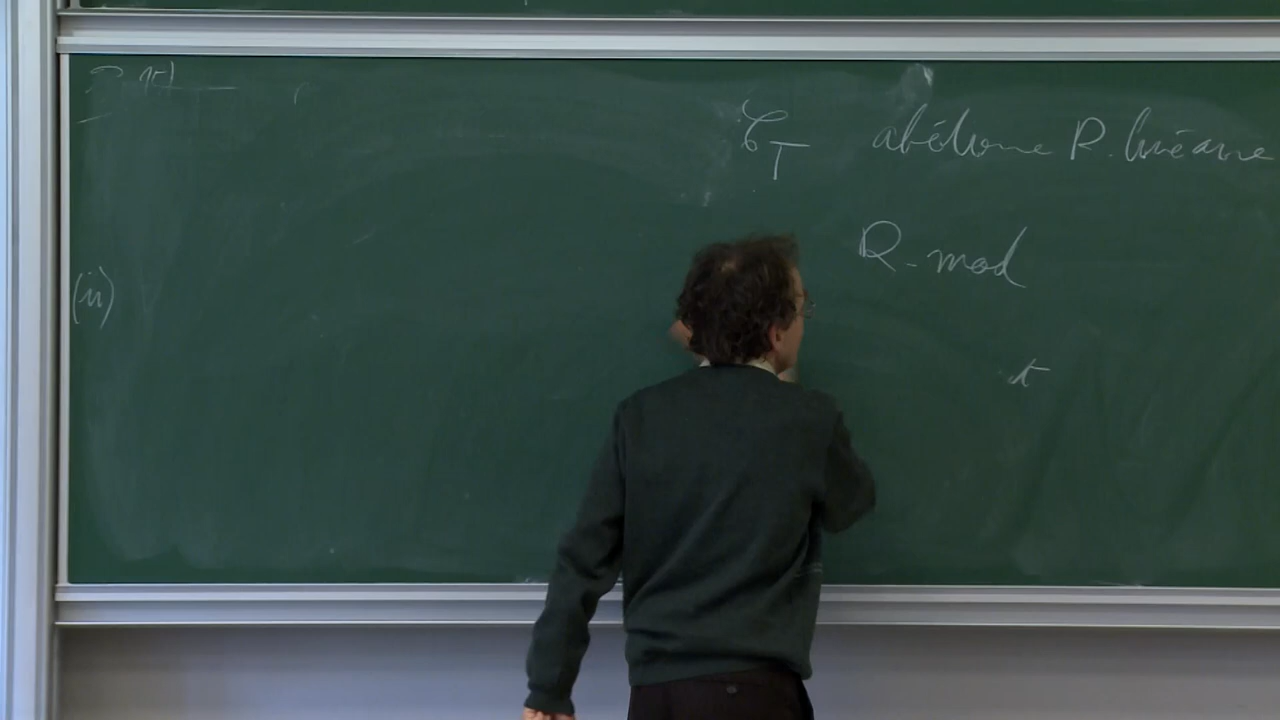 𝒞_T abélienne R-linéaire
R-mod
(ii)